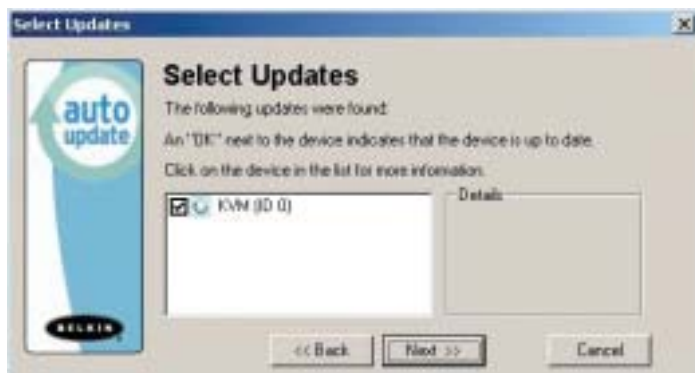 Select Updates
auto
update
Select Updates
The following updates were found:
An "OK" next to the device indicates that the device is up to date.
Click on the device in the list for more information.
KVM (ID 0)
Details
BELKIN
<< Back
Next >>
Cancel